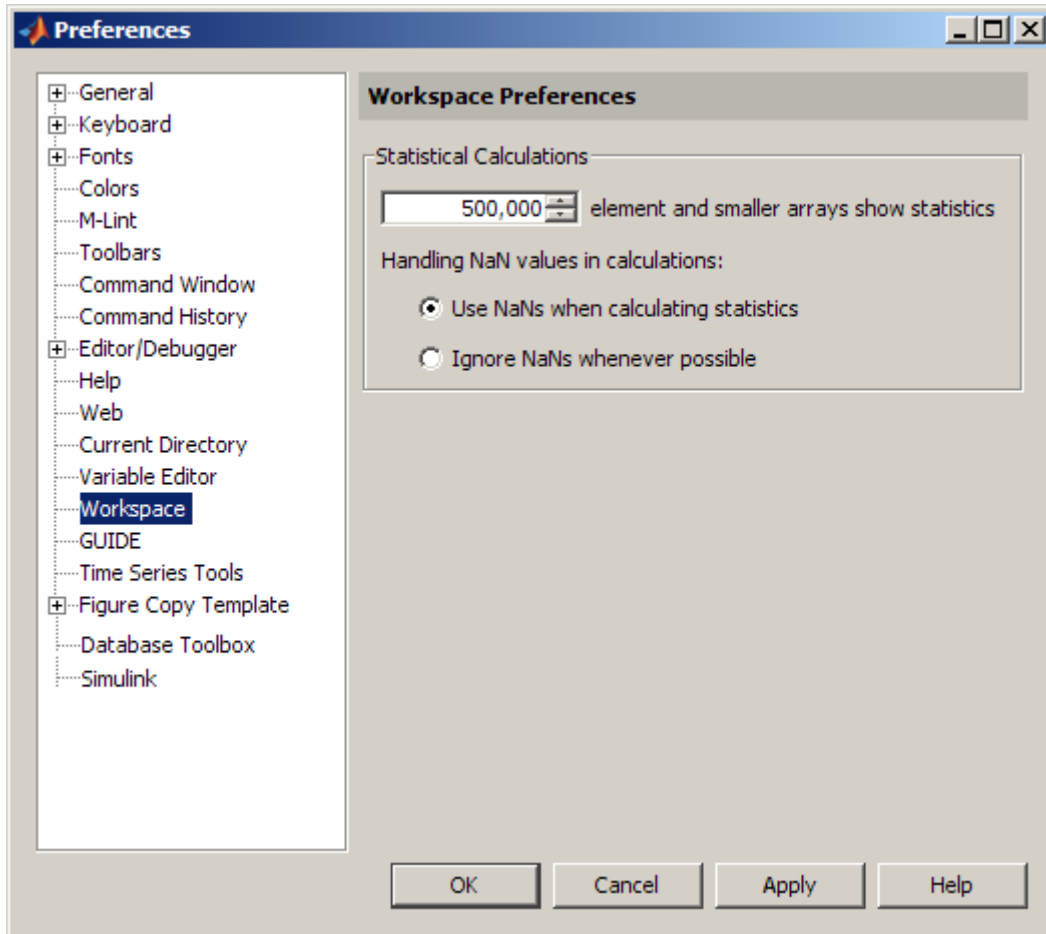 Preferences
General
Keyboard
Fonts
Colors
M-Lint
Toolbars
Command Window
Command History
Editor/Debugger
Help
Web
Current Directory
Variable Editor
Workspace
GUIDE
Time Series Tools
Figure Copy Template
Database Toolbox
Simulink
Workspace Preferences
Statistical Calculations
500,000 element and smaller arrays show statistics
Handling NaN values in calculations:
Use NaNs when calculating statistics
Ignore NaNs whenever possible
OK Cancel Apply Help